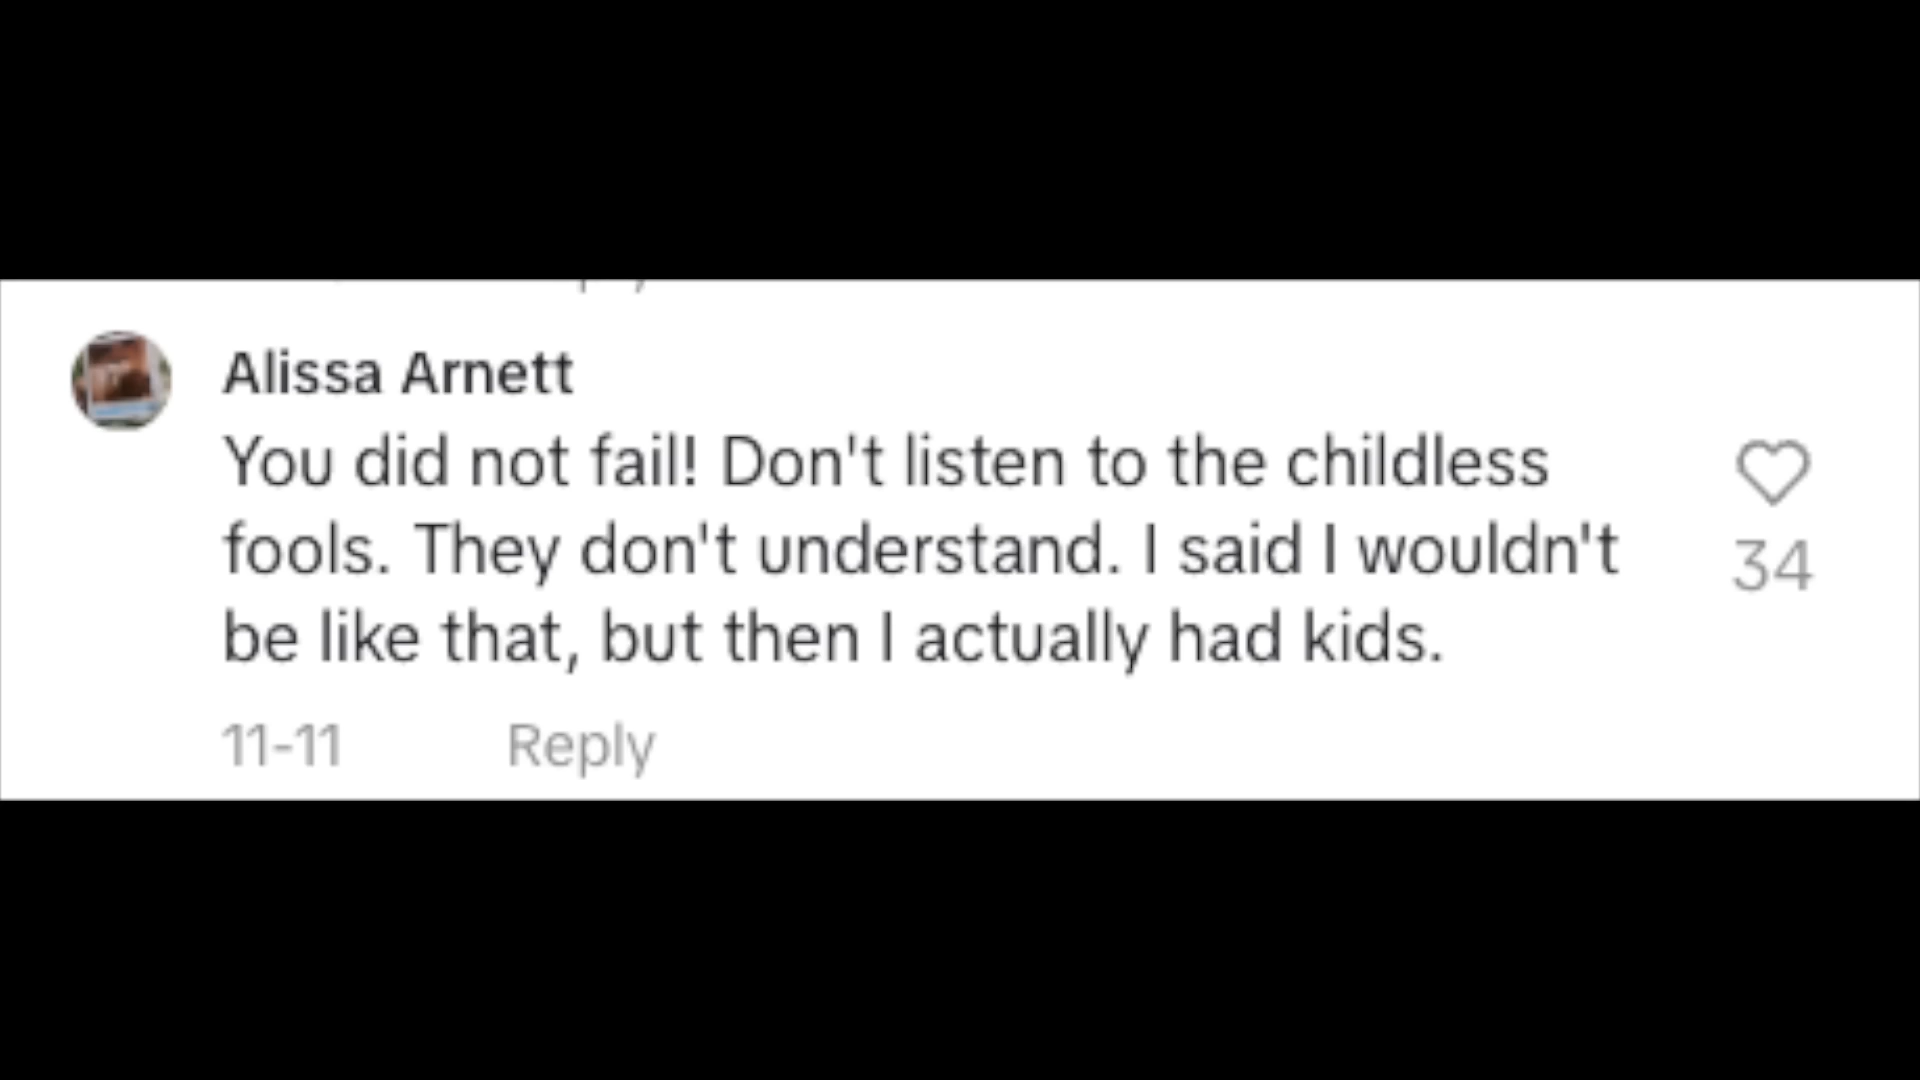 Alissa Arnett
You did not fail! Don't listen to the childless
fools. They don't understand. I said I wouldn't
be like that, but then I actually had kids.
34
11-11 Reply